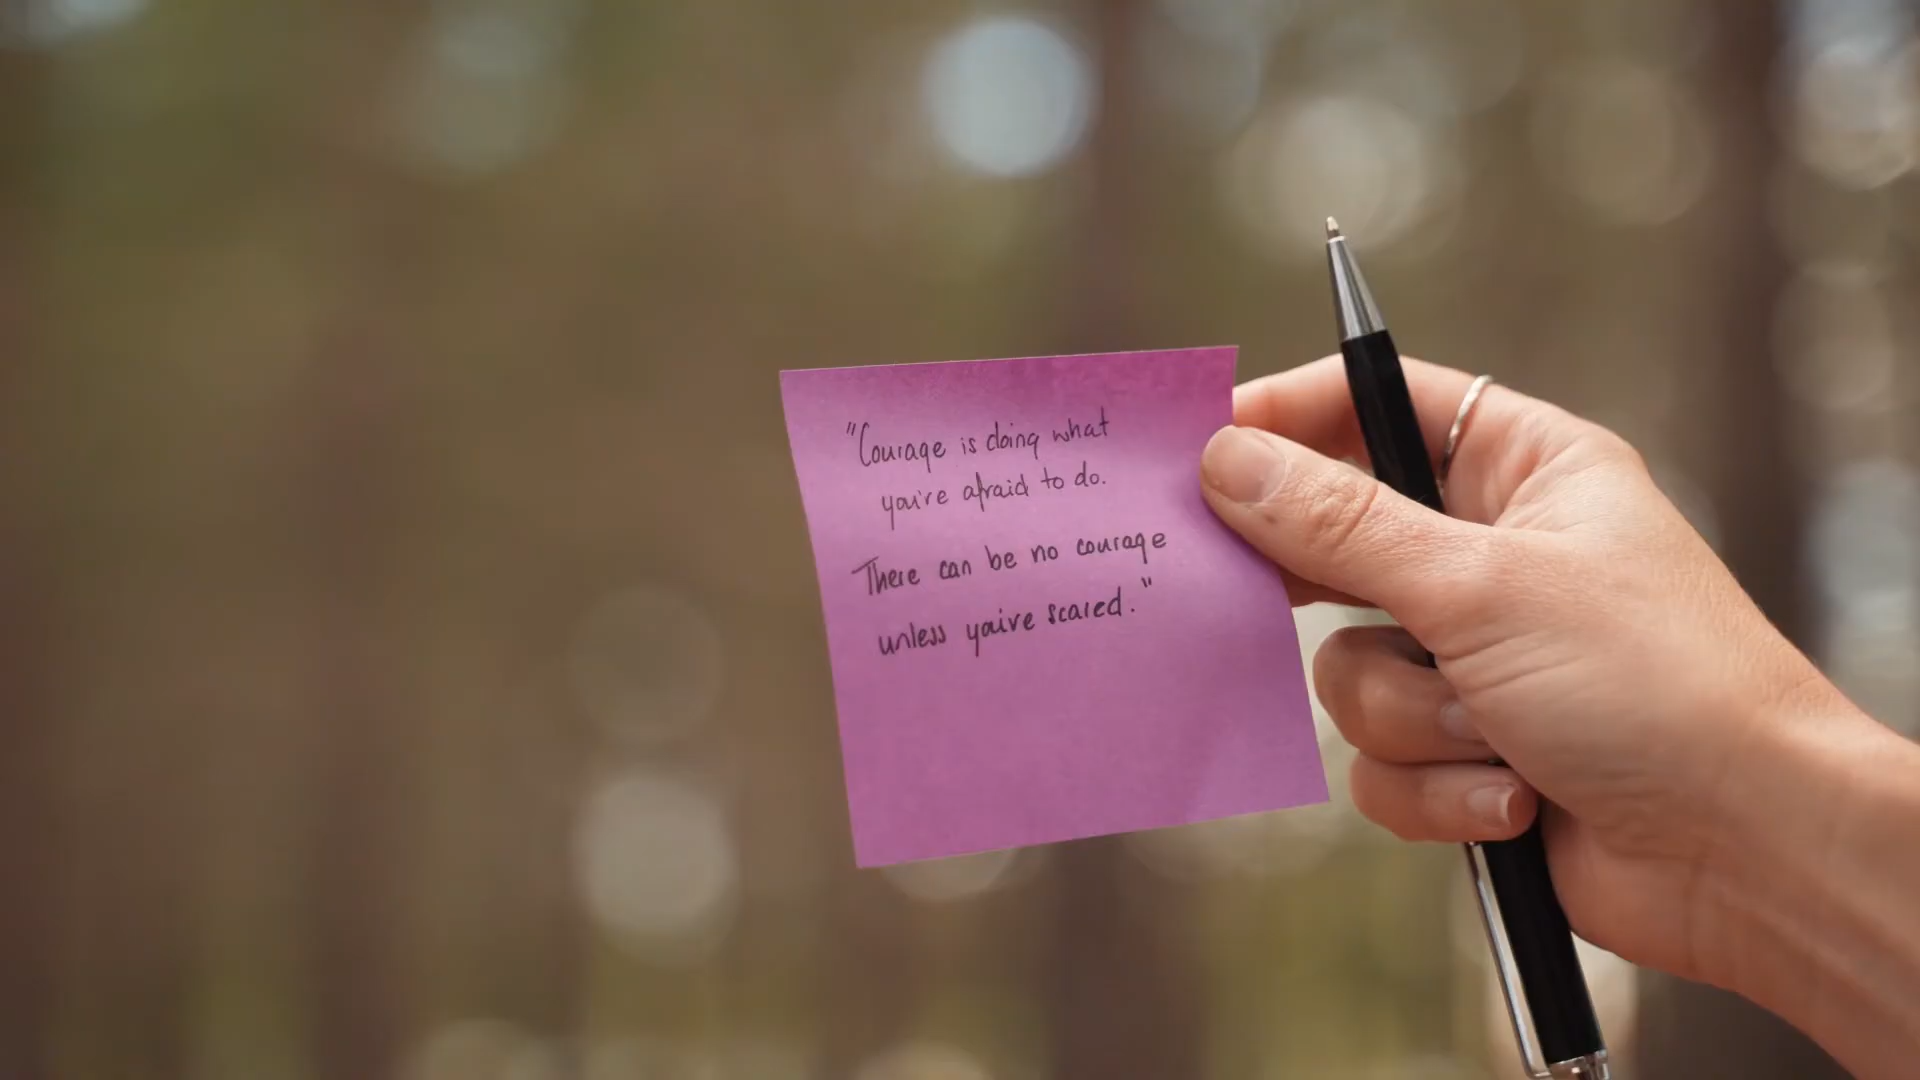 "Courage is doing what
you're afraid to do.
There can be no courage
unless you're scared."